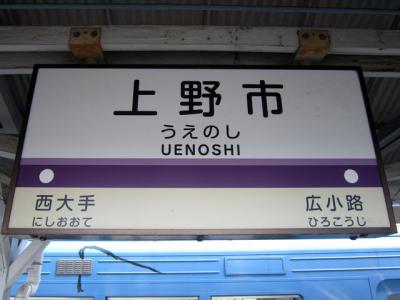 上野市
うえのし
UENOSHI
西大手
にしおおて
広小路
ひろこうじ